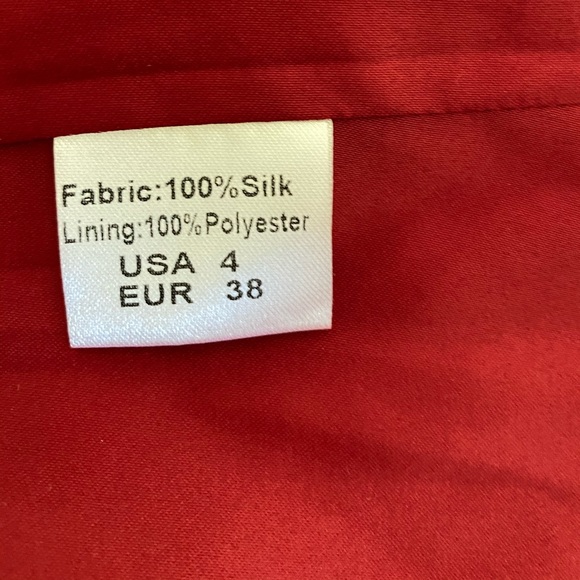 Fabric:100%Silk
Lining:100%Polyester
USA 4
EUR 38